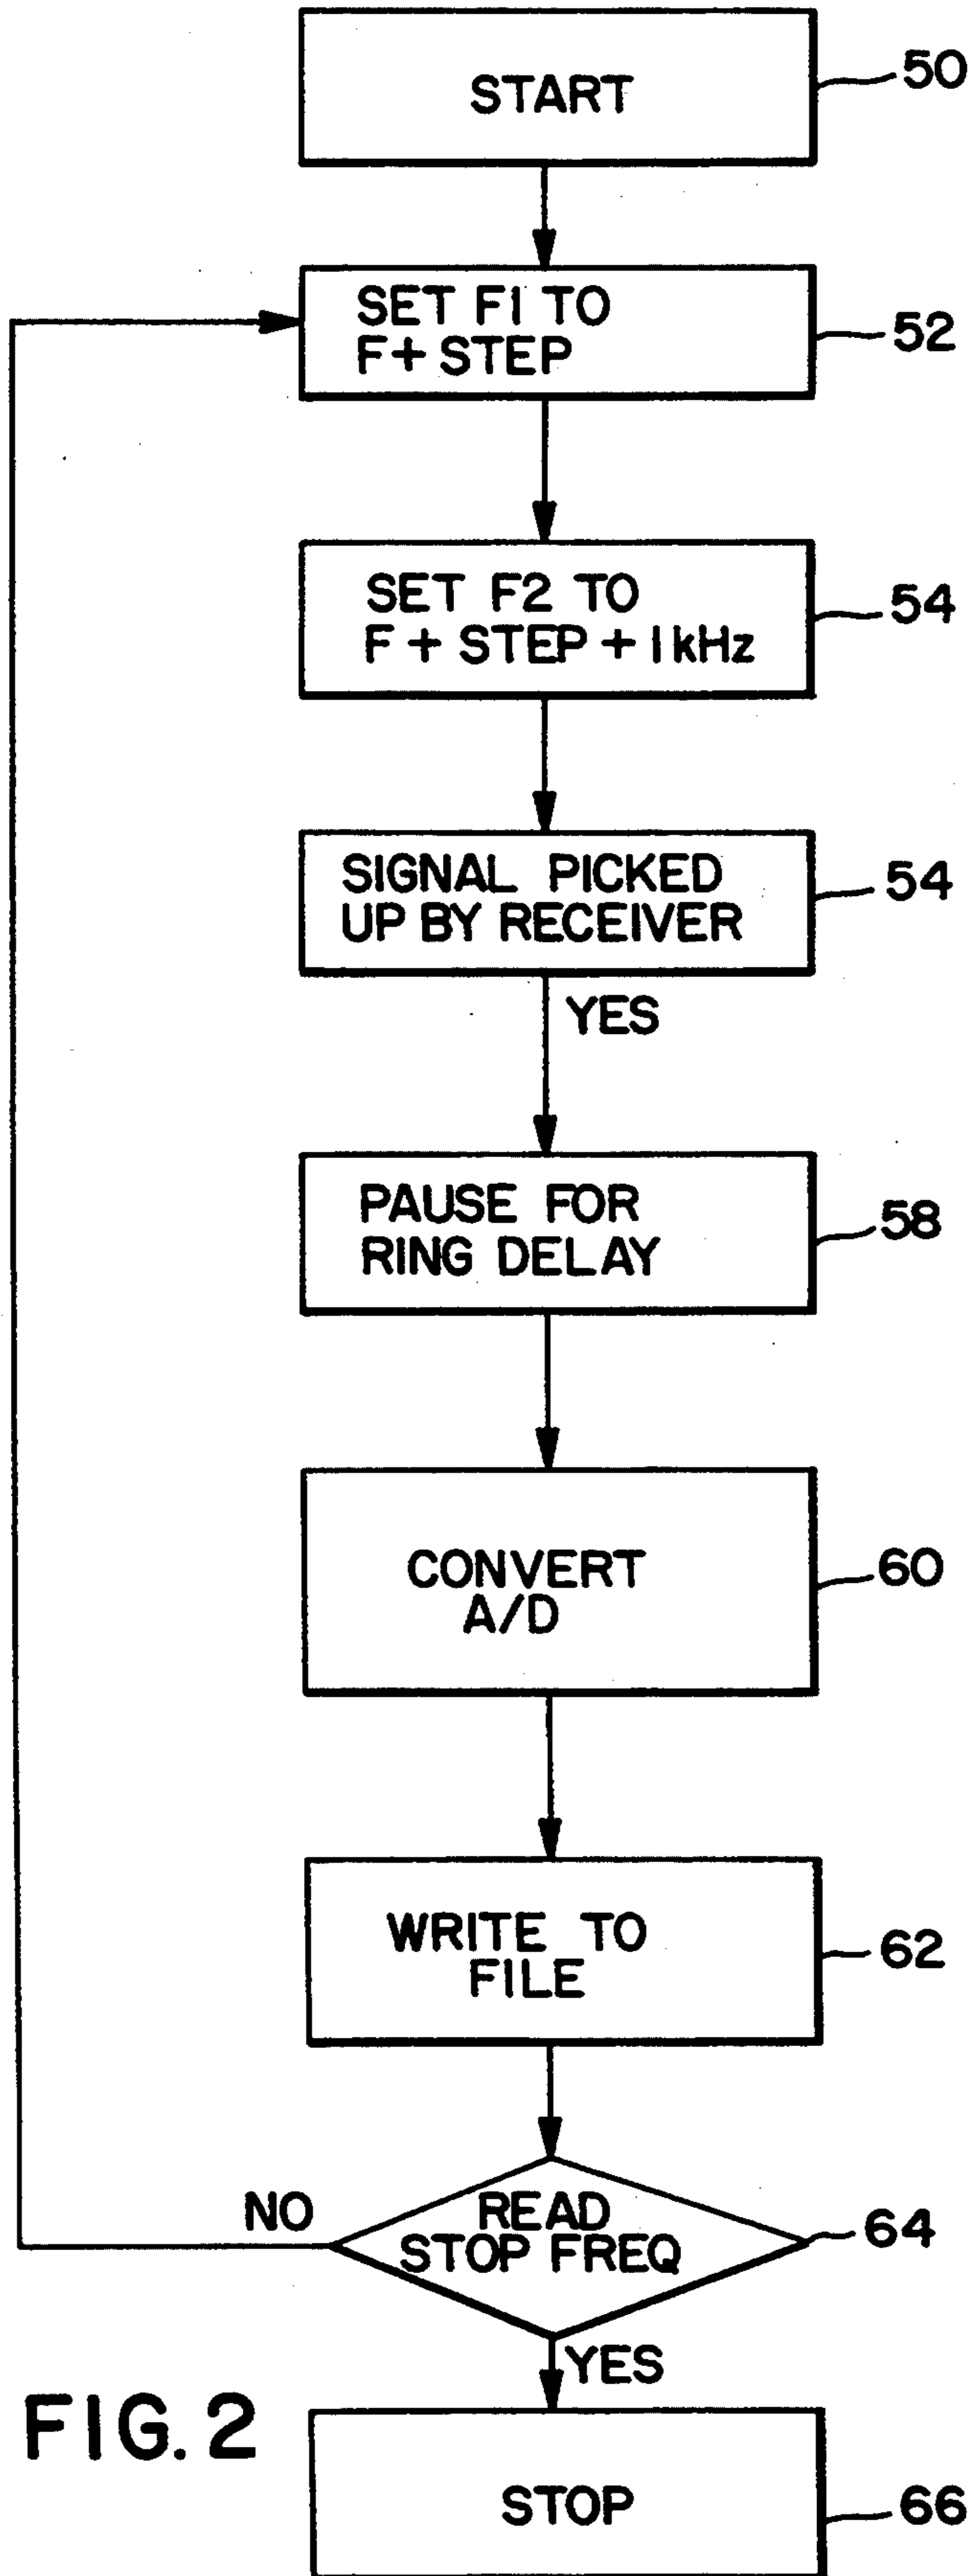 START
50
SET F1 TO
F+ STEP
52
SET F2 TO
F + STEP + 1kHz
54
SIGNAL PICKED
UP BY RECEIVER
54
YES
PAUSE FOR
RING DELAY
58
CONVERT
A/D
60
WRITE TO
FILE
62
NO
READ
STOP FREQ
64
YES
FIG. 2
STOP
66